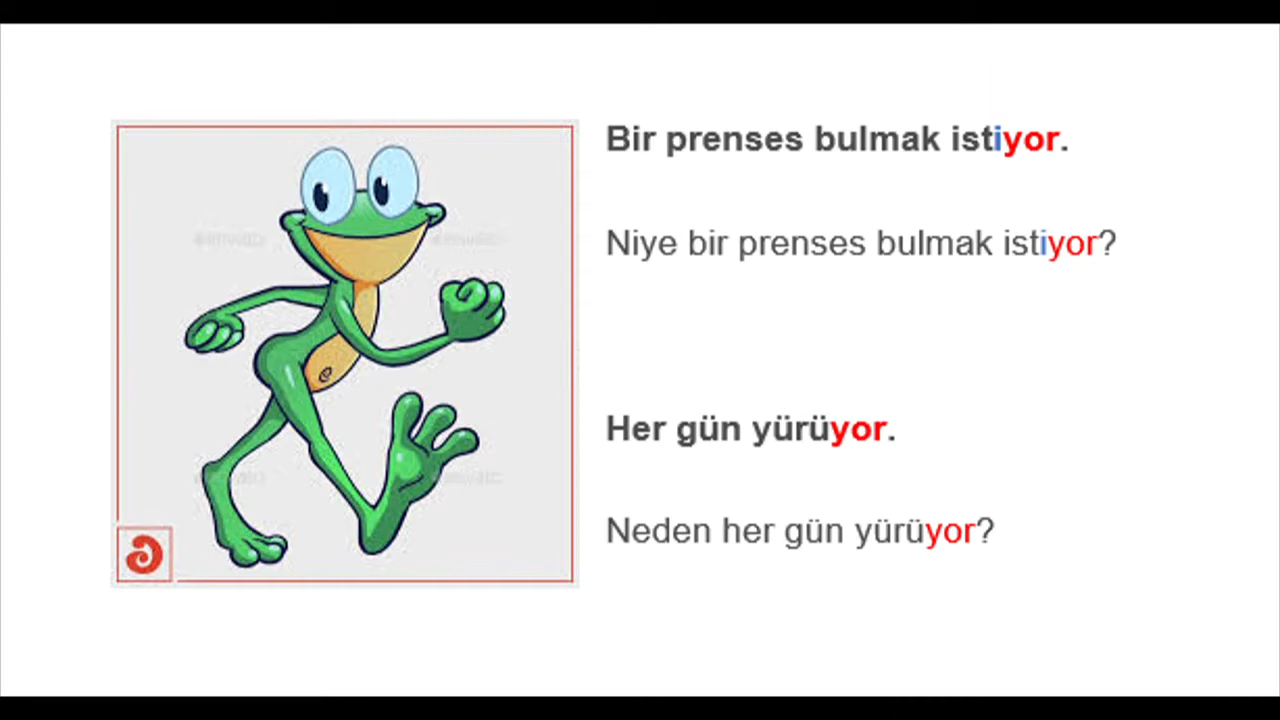 Bir prenses bulmak istiyor.
Niye bir prenses bulmak istiyor?
Her gün yürüyor.
Neden her gün yürüyor?